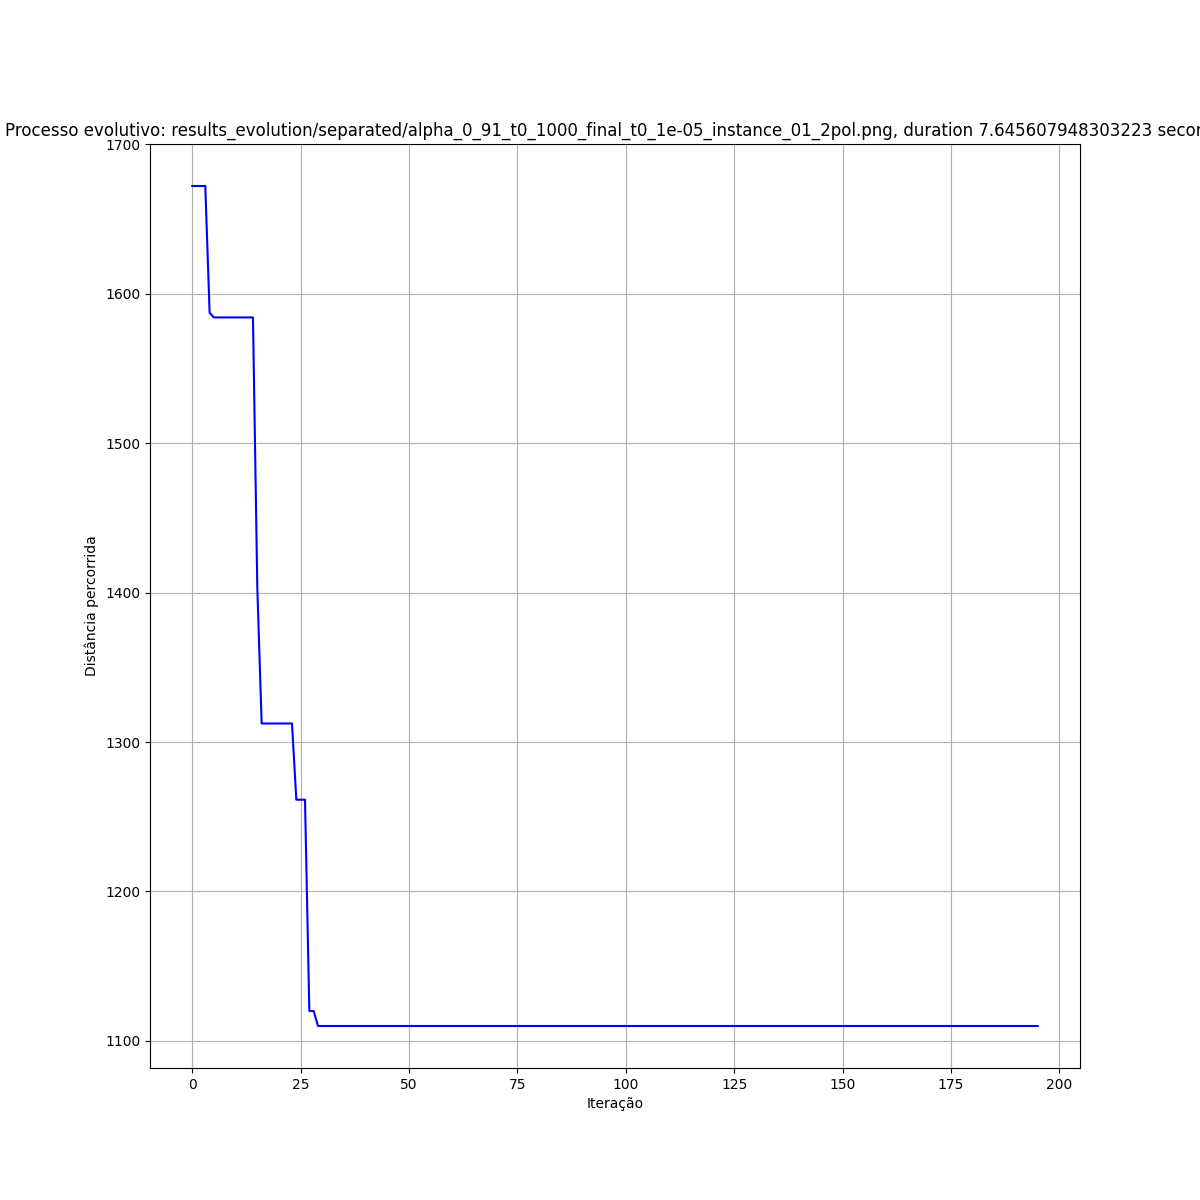 Processo evolutivo: results_evolution/separated/alpha_0_91_t0_1000_final_t0_1e-05_instance_01_2pol.png, duration 7.645607948303223 secon
1700
1600
1500
1400
1300
1200
1100
Distância percorrida
0 25 50 75 100 125 150 175 200
Iteração